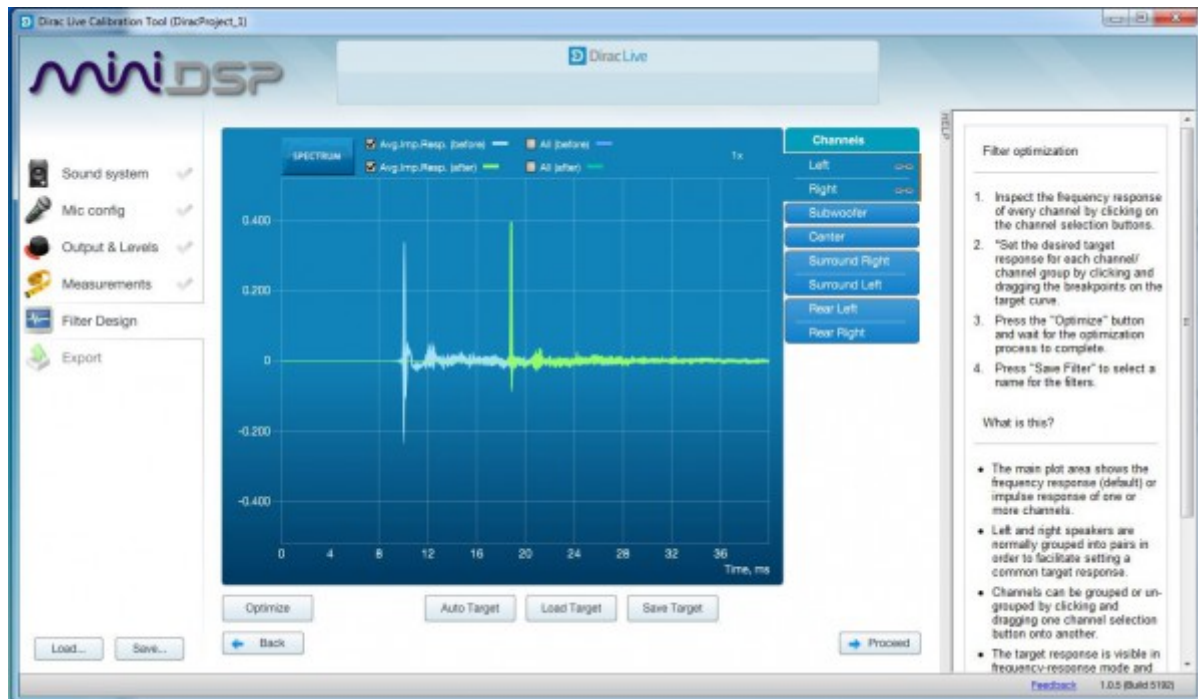 Dirac Live Calibration Tool (DiracProject_1)
miniDSP
Dirac Live
Sound system
Mic config
Output & Levels
Measurements
Filter Design
Export
Load...
Save...
SPECTRUM
Avg.Imp.Resp. (before)
All (before)
Avg.Imp.Resp. (after)
All (after)
1x
0.400
0.200
0
-0.200
-0.400
0 4 8 12 16 20 24 28 32 36
Time, ms
Channels
Left
Right
Subwoofer
Center
Surround Right
Surround Left
Rear Left
Rear Right
Optimize
Auto Target
Load Target
Save Target
Back
Proceed
HELP
Filter optimization
1. Inspect the frequency response
of every channel by clicking on
the channel selection buttons.
2. "Set the desired target
response for each channel/
channel group by clicking and
dragging the breakpoints on the
target curve.
3. Press the "Optimize" button
and wait for the optimization
process to complete.
4. Press "Save Filter" to select a
name for the filters.
What is this?
• The main plot area shows the
frequency response (default) or
impulse response of one or
more channels.
• Left and right speakers are
normally grouped into pairs in
order to facilitate setting a
common target response.
• Channels can be grouped or un-
grouped by clicking and
dragging one channel selection
button onto another.
• The target response is visible in
frequency-response mode and
Feedback
1.0.5 (Build 5192)